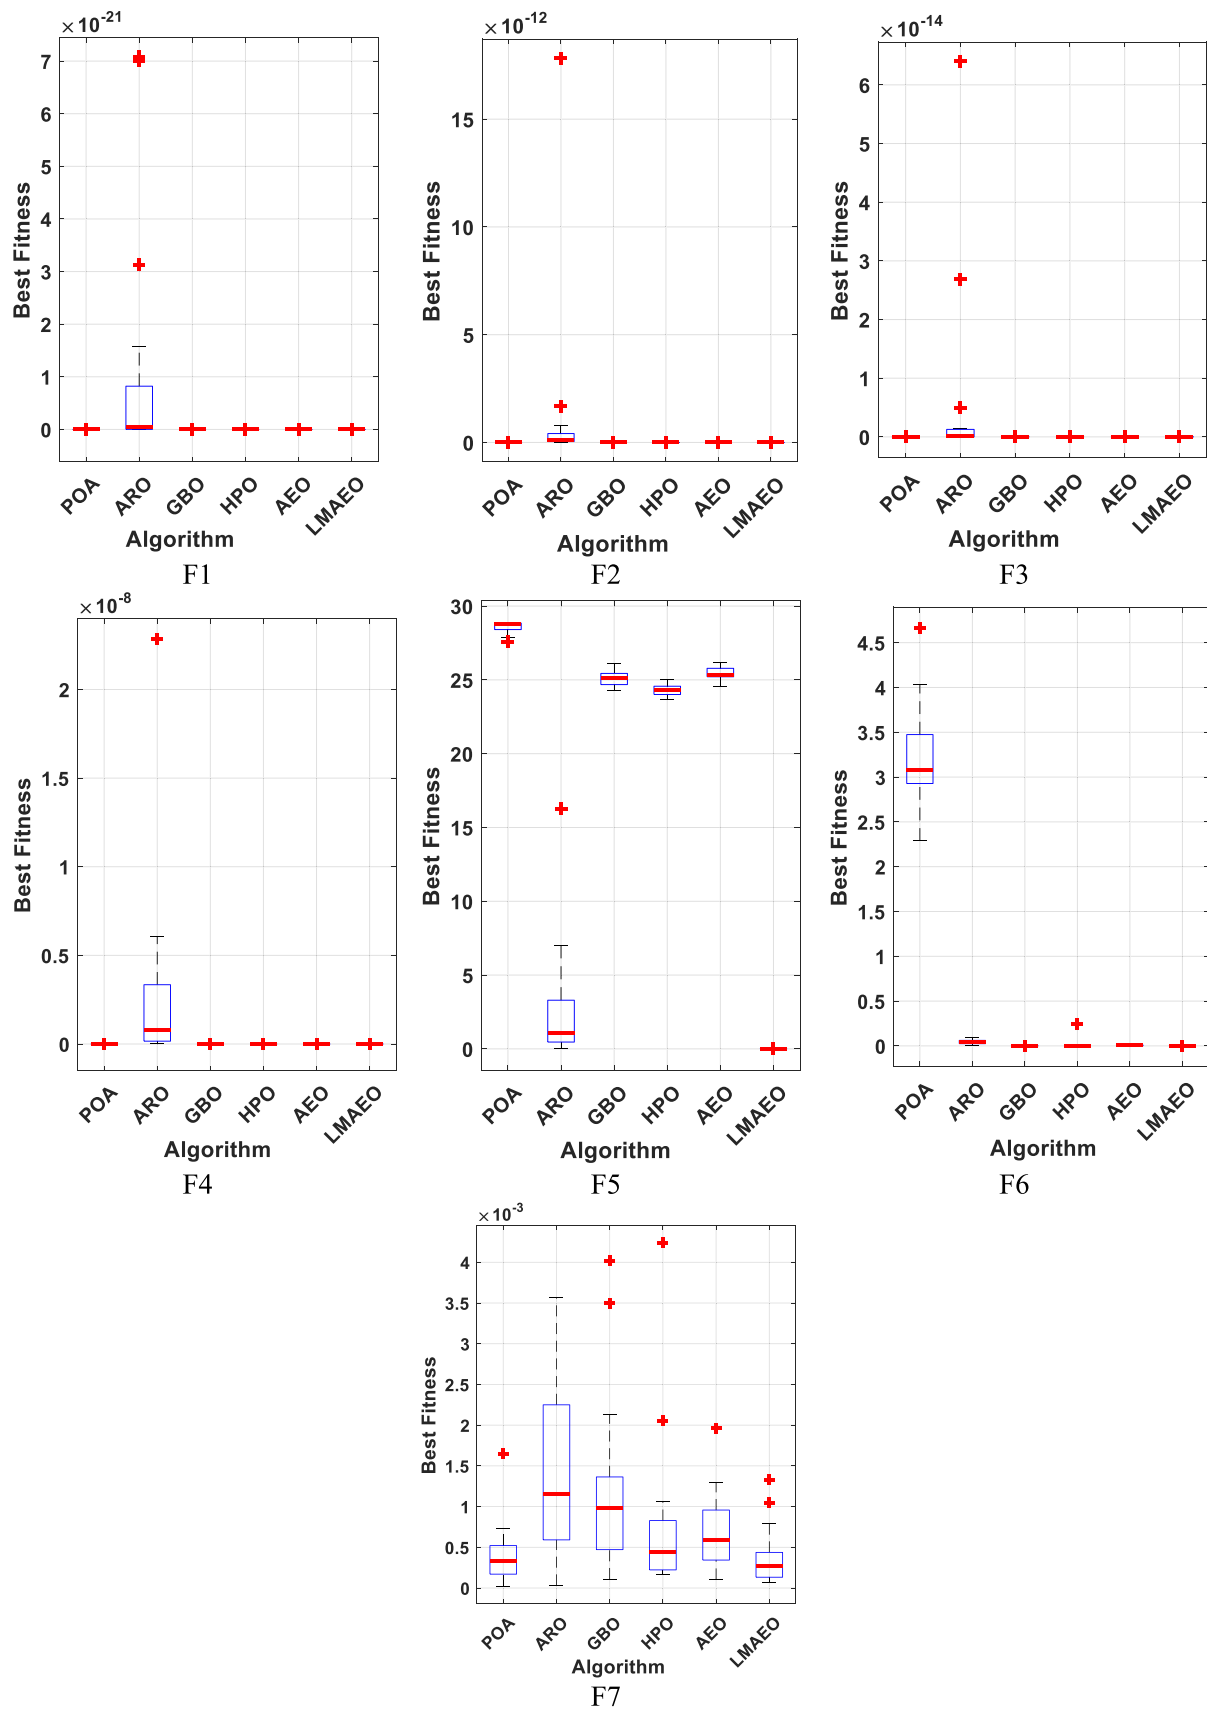 ×10-21
7
6
5
4
3
2
1
0
Best Fitness
POA ARO GBO HPO AEO LMAEO
Algorithm
F1
×10-12
15
10
5
0
Best Fitness
POA ARO GBO HPO AEO LMAEO
Algorithm
F2
×10-14
6
5
4
3
2
1
0
Best Fitness
POA ARO GBO HPO AEO LMAEO
Algorithm
F3
×10-8
2
1.5
1
0.5
0
Best Fitness
POA ARO GBO HPO AEO LMAEO
Algorithm
F4
30
25
20
15
10
5
0
Best Fitness
POA ARO GBO HPO AEO LMAEO
Algorithm
F5
4.5
4
3.5
3
2.5
2
1.5
1
0.5
0
Best Fitness
POA ARO GBO HPO AEO LMAEO
Algorithm
F6
×10-3
4
3.5
3
2.5
2
1.5
1
0.5
0
Best Fitness
POA ARO GBO HPO AEO LMAEO
Algorithm
F7